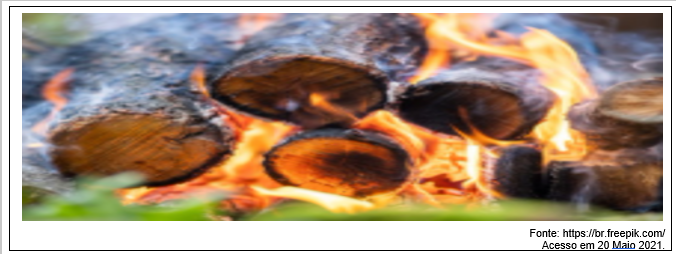 Fonte: https://br.freepik.com/
Acesso em 20 Maio 2021.